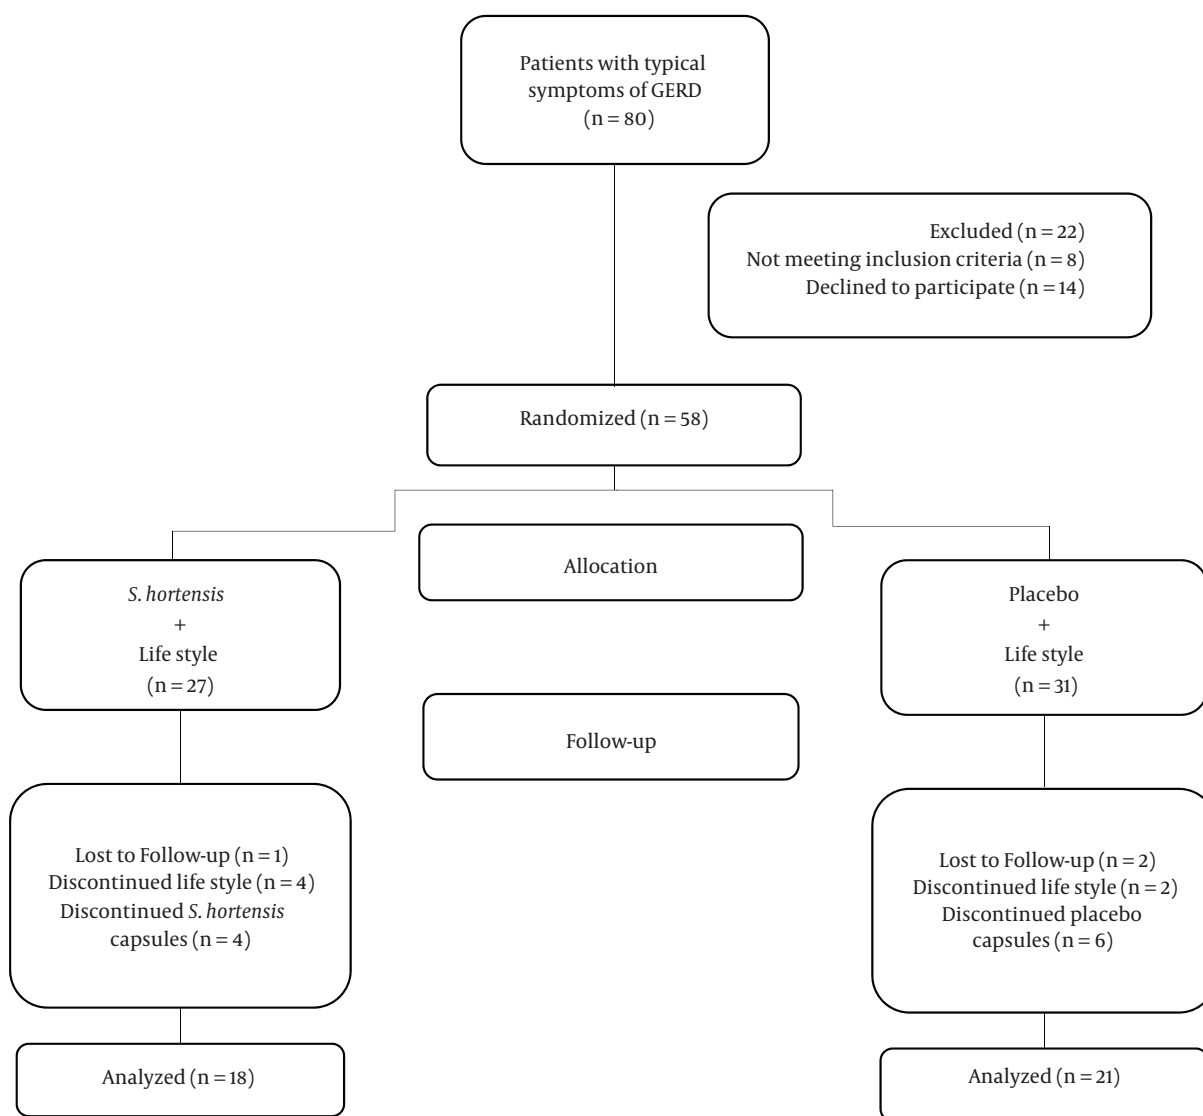 Patients with typical
symptoms of GERD
(n = 80)
Excluded (n = 22)
Not meeting inclusion criteria (n = 8)
Declined to participate (n = 14)
Randomized (n = 58)
Allocation
S. hortensis
+
Life style
(n = 27)
Placebo
+
Life style
(n = 31)
Follow-up
Lost to Follow-up (n = 1)
Discontinued life style (n = 4)
Discontinued S. hortensis
capsules (n = 4)
Lost to Follow-up (n = 2)
Discontinued life style (n = 2)
Discontinued placebo
capsules (n = 6)
Analyzed (n = 18)
Analyzed (n = 21)